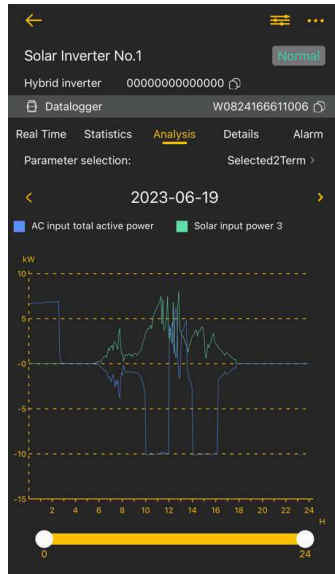 Solar Inverter No.1 Normal
Hybrid inverter 00000000000000
Datalogger W0824166611006
Real Time Statistics Analysis Details Alarm
Parameter selection: Selected2Term >
< 2023-06-19 >
AC input total active power Solar input power 3
kW
10
5
-0
-5
-10
-15
2 4 6 8 10 12 14 16 18 20 22 24
H
0 24